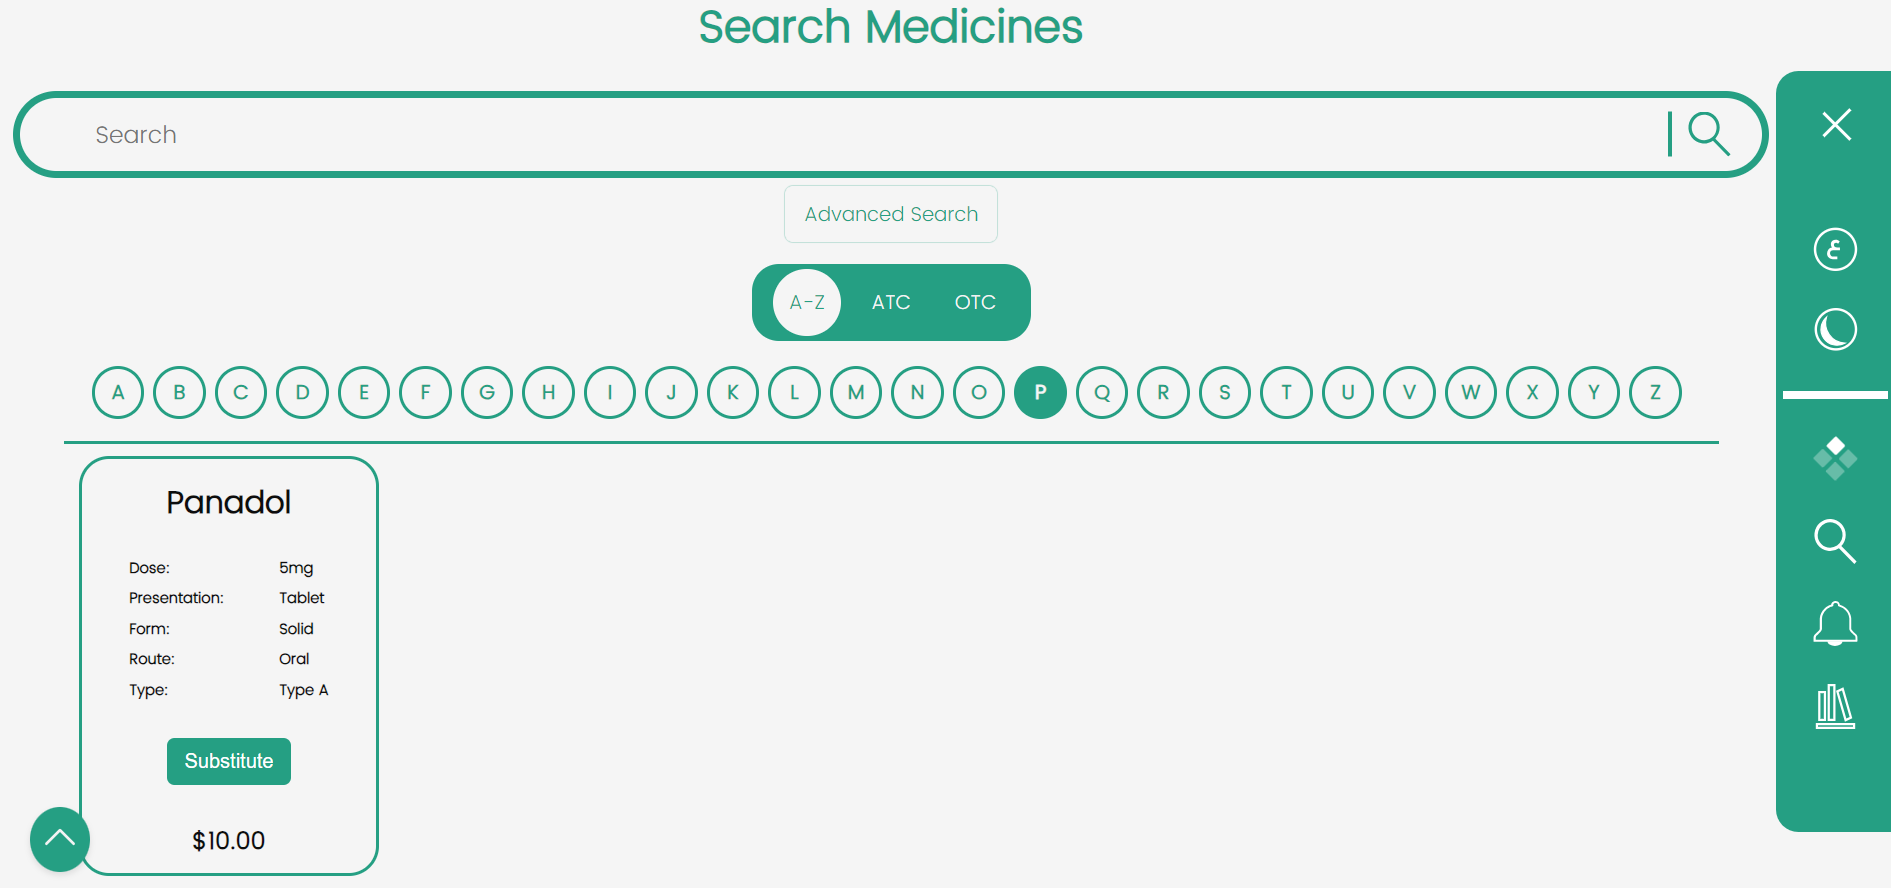 Search Medicines
Search
Advanced Search
A-Z ATC OTC
ع
A B C D E F G H I J K L M N O P Q R S T U V W X Y Z
Panadol
Dose: 5mg
Presentation: Tablet
Form: Solid
Route: Oral
Type: Type A
Substitute
$10.00